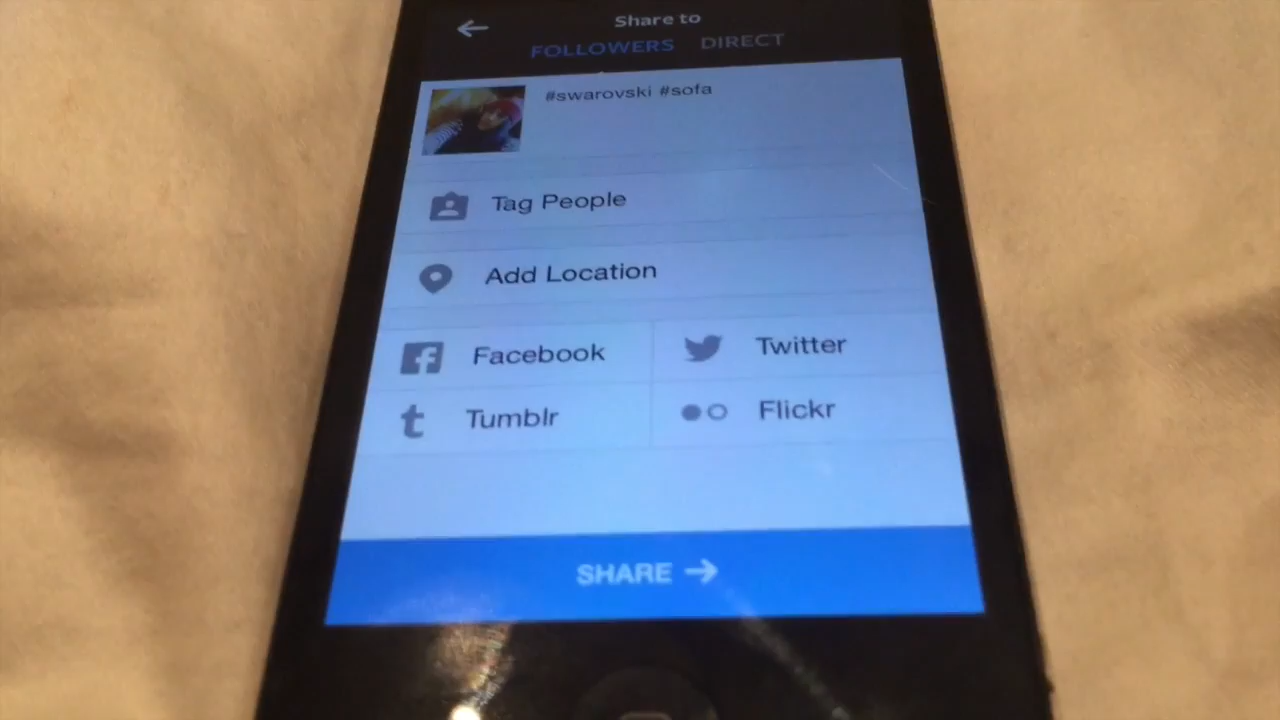 Share to
FOLLOWERS DIRECT
#swarovski #sofa
Tag People
Add Location
Facebook Twitter
Tumblr Flickr
SHARE